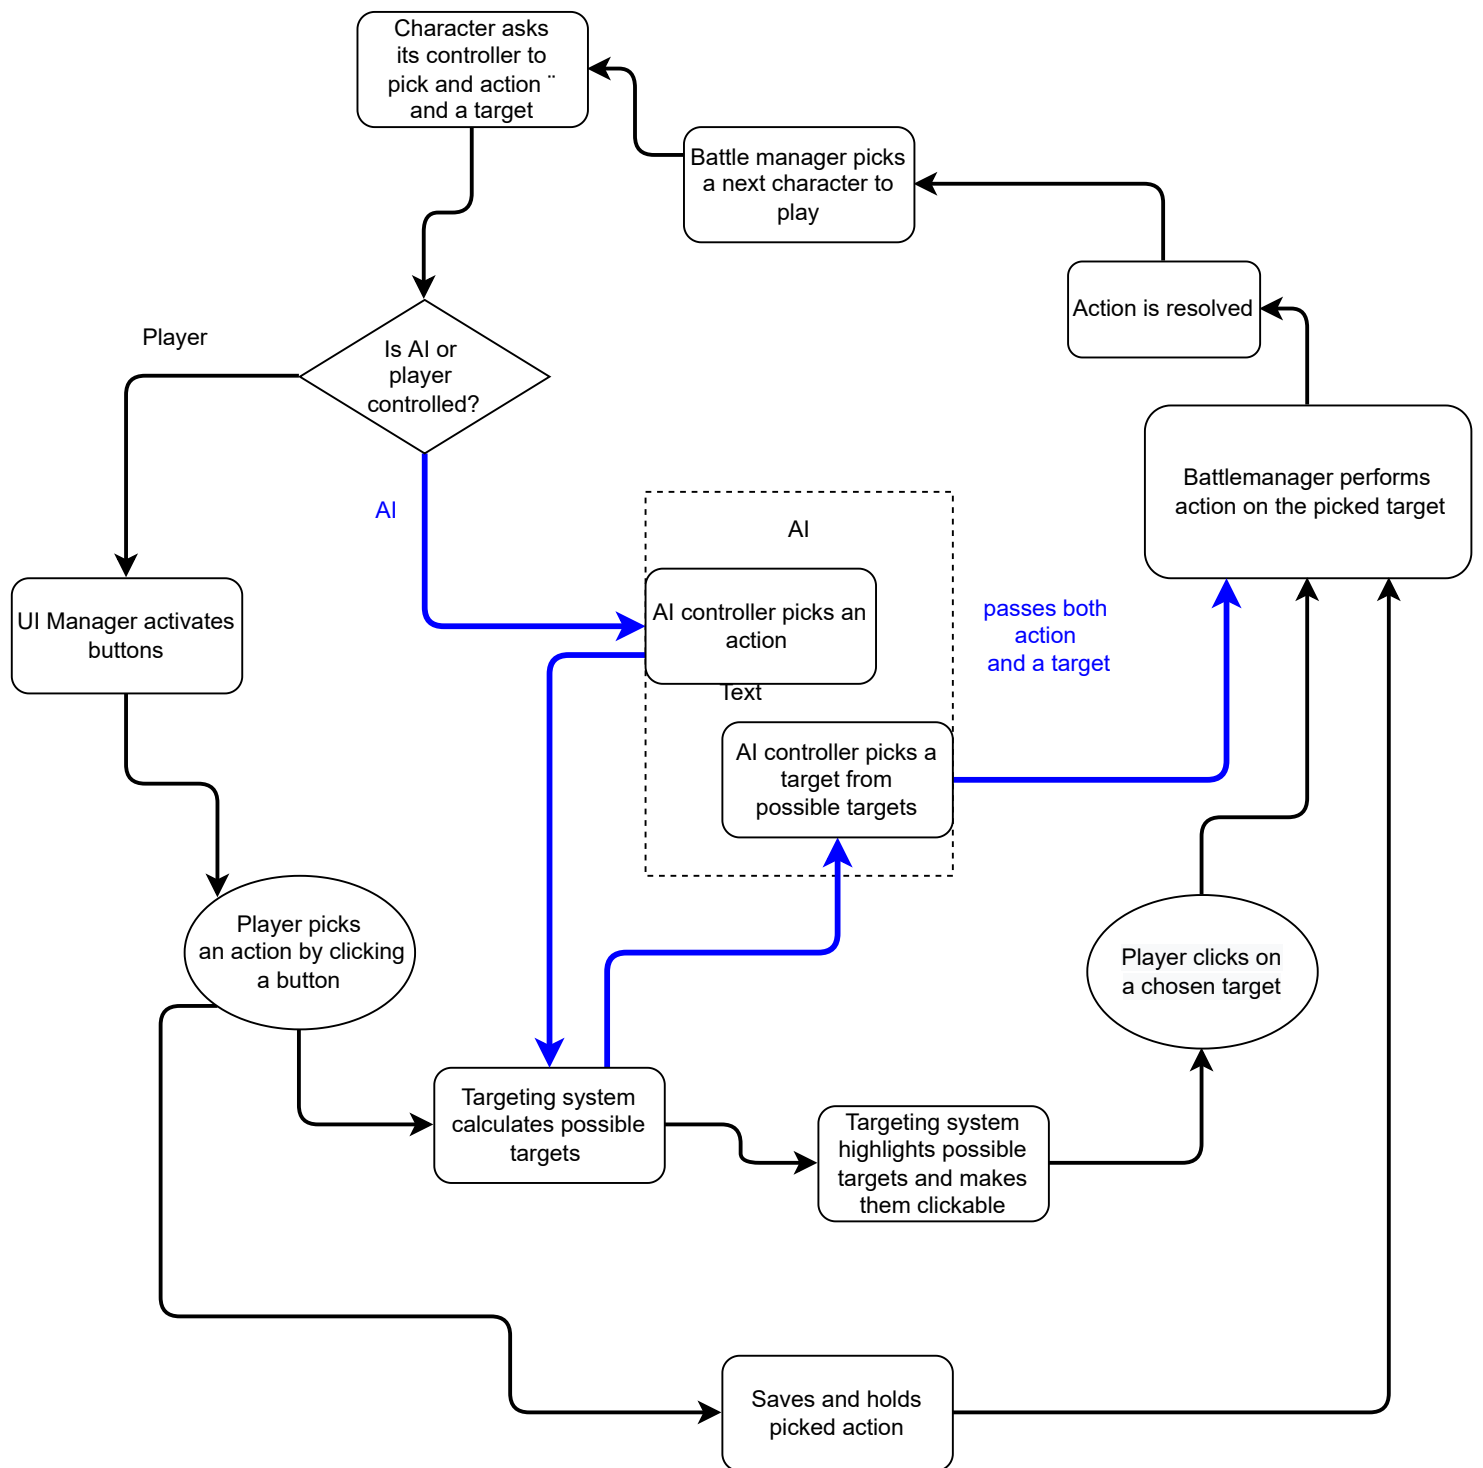 Character asks
its controller to
pick and action ¨
and a target
Battle manager picks
a next character to
play
Action is resolved
Player
Is AI or
player
controlled?
Battlemanager performs
action on the picked target
AI
AI
UI Manager activates
buttons
AI controller picks an
action
passes both
action
and a target
Text
AI controller picks a
target from
possible targets
Player picks
an action by clicking
a button
Player clicks on
a chosen target
Targeting system
calculates possible
targets
Targeting system
highlights possible
targets and makes
them clickable
Saves and holds
picked action